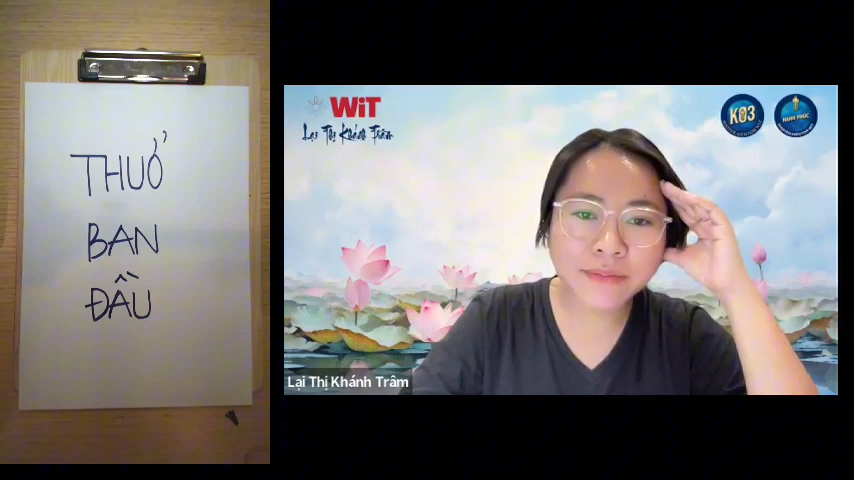 THUỞ
BAN
ĐẦU
WiT
Lại Thị Khánh Trâm
K03
HẠNH PHÚC
Lại Thị Khánh Trâm